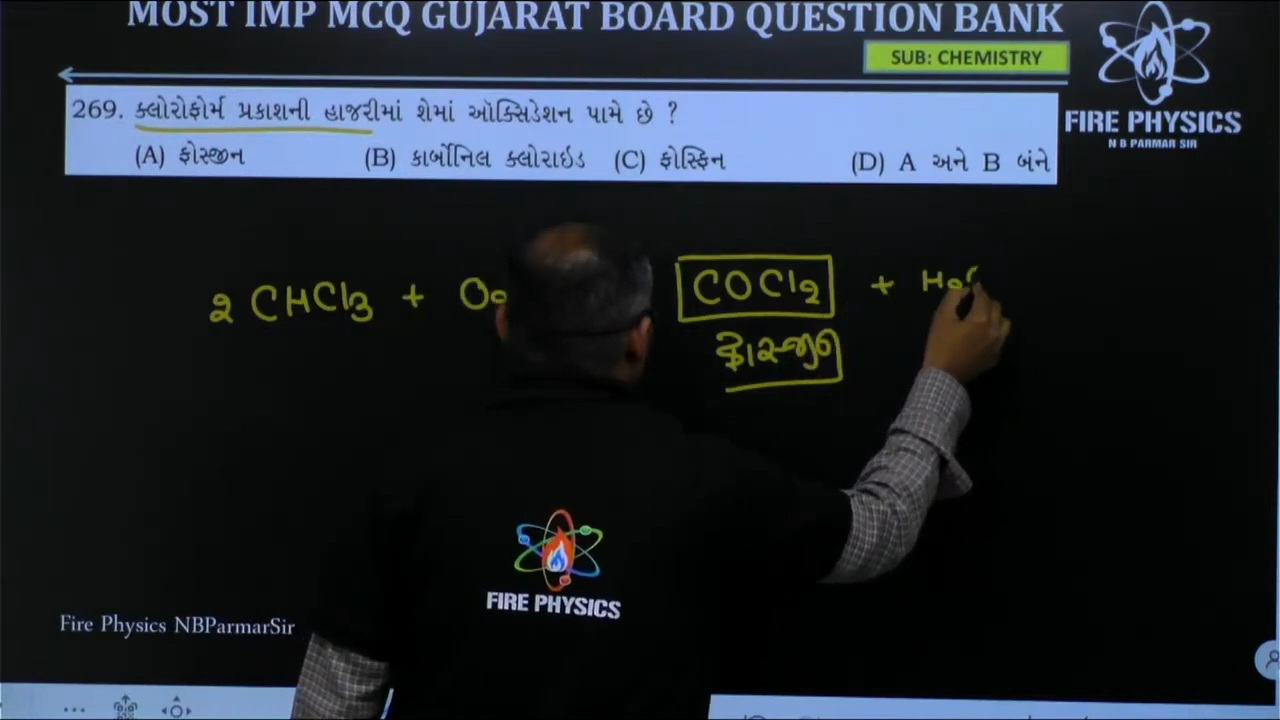 MOST IMP MCQ GUJARAT BOARD QUESTION BANK
SUB: CHEMISTRY
FIRE PHYSICS
N B PARMAR SIR
269. ક્લોરોફોર્મ પ્રકાશની હાજરીમાં શેમાં ઑક્સિડેશન પામે છે ?
(A) ફોસ્જીન (B) કાર્બોનિલ ક્લોરાઇડ (C) ફોસ્ફિન (D) A અને B બંને
2 CHCl3 + COCl2 +
FIRE PHYSICS
Fire Physics NBParmarSir